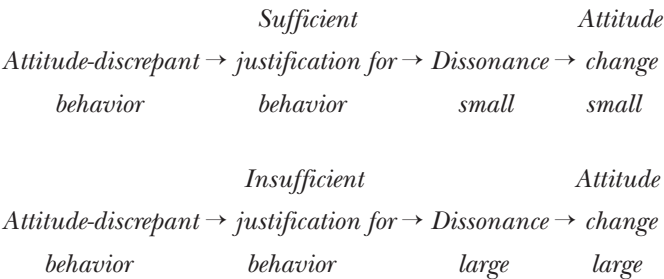 Sufficient Attitude
Attitude-discrepant → justification for → Dissonance → change
behavior behavior small small
Insufficient Attitude
Attitude-discrepant → justification for → Dissonance → change
behavior behavior large large